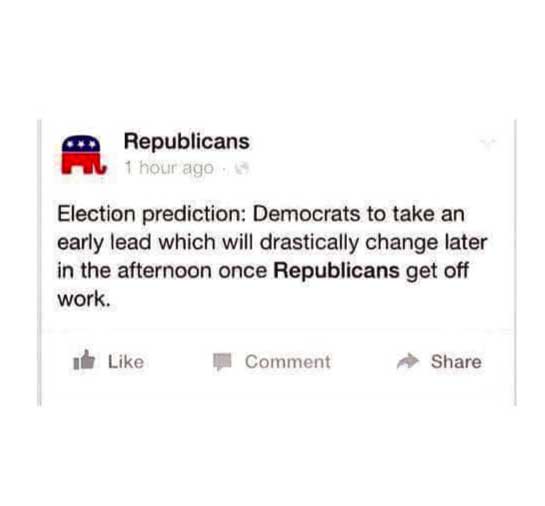 Republicans
1 hour ago ·
Election prediction: Democrats to take an
early lead which will drastically change later
in the afternoon once Republicans get off
work.
Like
Comment
Share